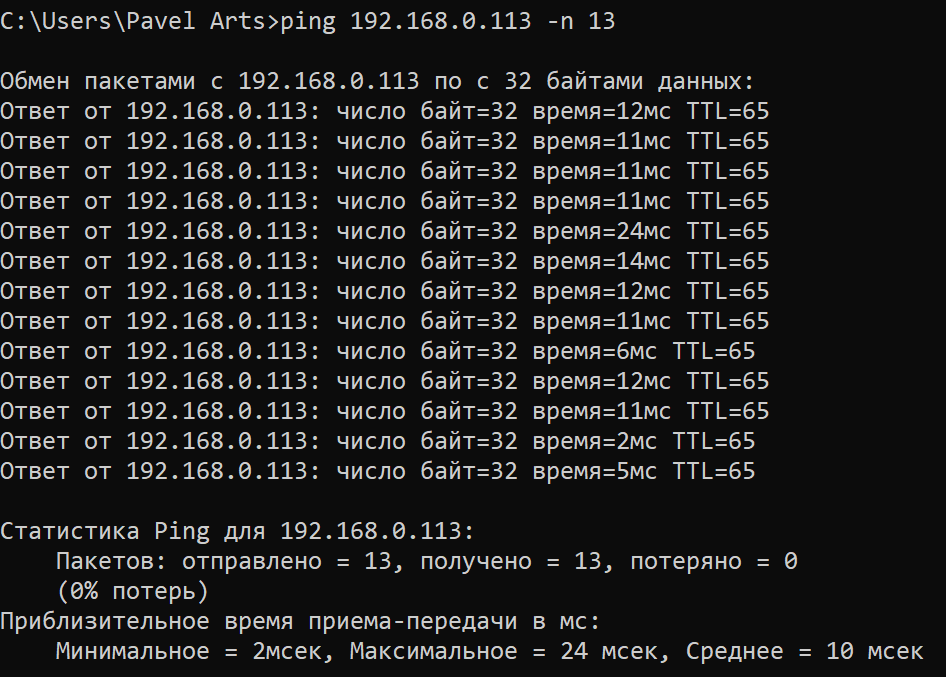 C:\Users\Pavel Arts>ping 192.168.0.113 -n 13
Обмен пакетами с 192.168.0.113 по с 32 байтами данных:
Ответ от 192.168.0.113: число байт=32 время=12мс TTL=65
Ответ от 192.168.0.113: число байт=32 время=11мс TTL=65
Ответ от 192.168.0.113: число байт=32 время=11мс TTL=65
Ответ от 192.168.0.113: число байт=32 время=11мс TTL=65
Ответ от 192.168.0.113: число байт=32 время=24мс TTL=65
Ответ от 192.168.0.113: число байт=32 время=14мс TTL=65
Ответ от 192.168.0.113: число байт=32 время=12мс TTL=65
Ответ от 192.168.0.113: число байт=32 время=11мс TTL=65
Ответ от 192.168.0.113: число байт=32 время=6мс TTL=65
Ответ от 192.168.0.113: число байт=32 время=12мс TTL=65
Ответ от 192.168.0.113: число байт=32 время=11мс TTL=65
Ответ от 192.168.0.113: число байт=32 время=2мс TTL=65
Ответ от 192.168.0.113: число байт=32 время=5мс TTL=65
Статистика Ping для 192.168.0.113:
Пакетов: отправлено = 13, получено = 13, потеряно = 0
(0% потерь)
Приблизительное время приема-передачи в мс:
Минимальное = 2мсек, Максимальное = 24 мсек, Среднее = 10 мсек